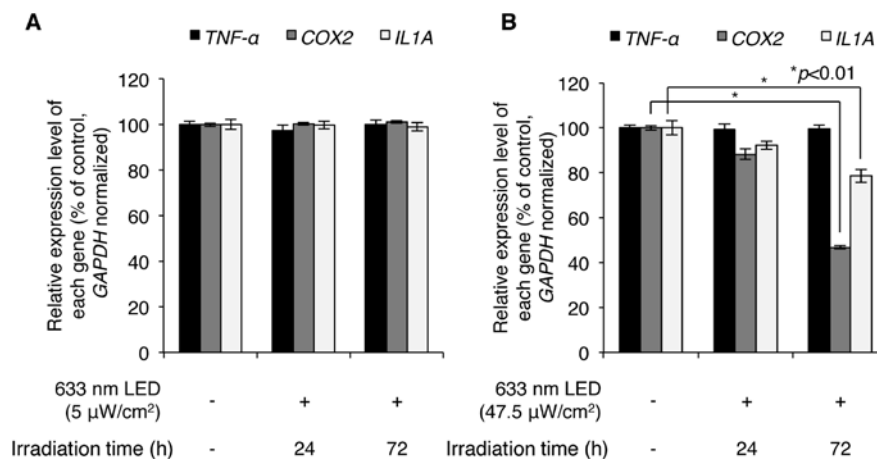 A
■ TNF-α ■ COX2 □ IL1A
Relative expression level of
each gene (% of control,
GAPDH normalized)
120
100
80
60
40
20
0
633 nm LED
(5 μW/cm²)
- + +
Irradiation time (h)
- 24 72
B
■ TNF-α ■ COX2 □ IL1A
*p<0.01
*
*
Relative expression level of
each gene (% of control,
GAPDH normalized)
120
100
80
60
40
20
0
633 nm LED
(47.5 μW/cm²)
- + +
Irradiation time (h)
- 24 72